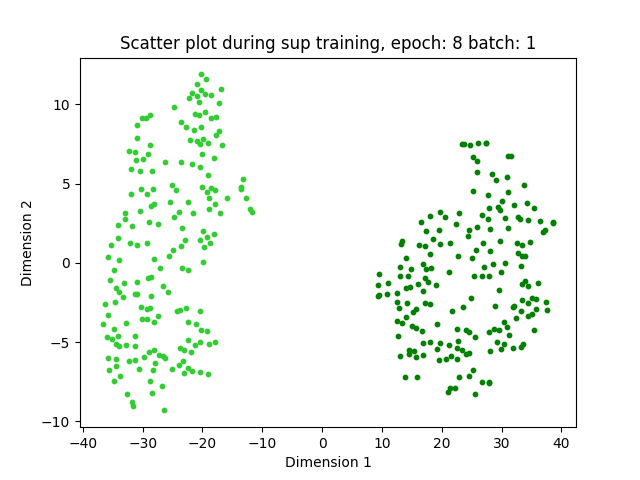 Scatter plot during sup training, epoch: 8 batch: 1
10
5
0
−5
−10
Dimension 2
−40 −30 −20 −10 0 10 20 30 40
Dimension 1